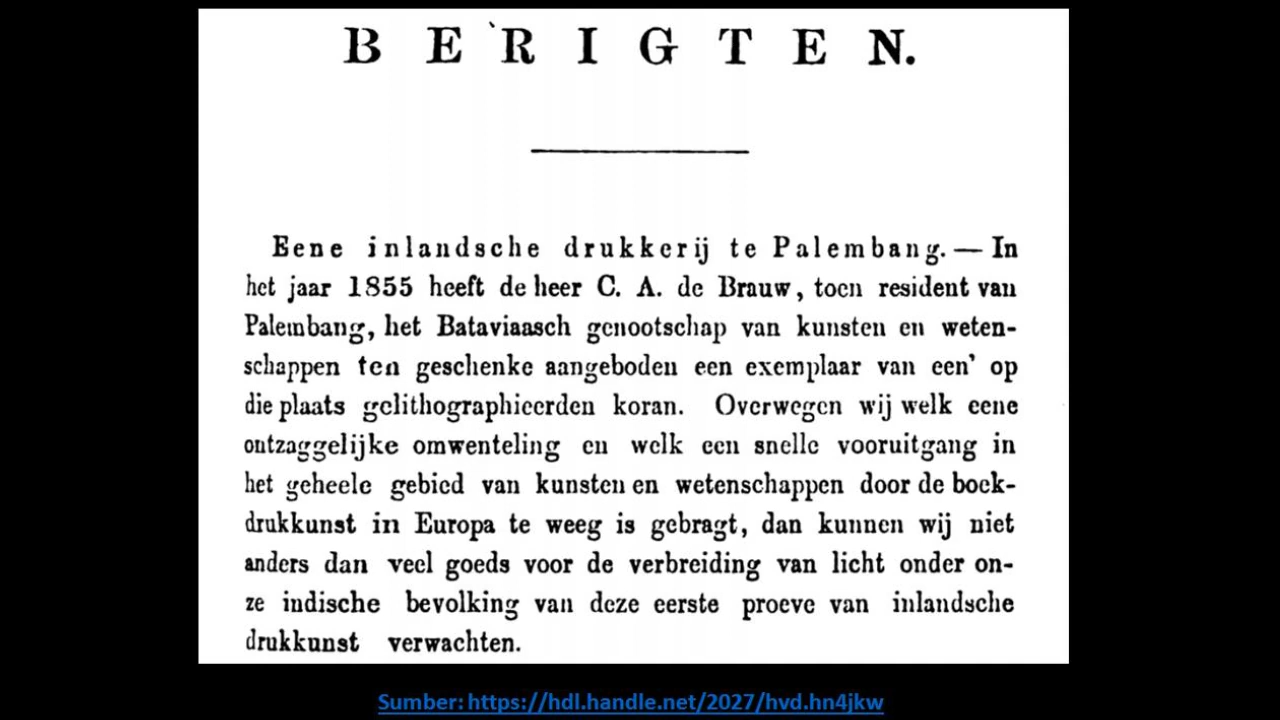 BERIGTEN.
Eene inlandsche drukkerij te Palembang.— In
het jaar 1855 heeft de heer C. A. de Brauw, toen resident van
Palembang, het Bataviaasch genootschap van kunsten en weten-
schappen ten geschenke aangeboden een exemplaar van een’ op
die plaats gelithographieerden koran. Overwegen wij welk eene
ontzaggelijke omwenteling en welk een snelle vooruitgang in
het geheele gebied van kunsten en wetenschappen door de boek-
drukkunst in Europa te weeg is gebragt, dan kunnen wij niet
anders dan veel goeds voor de verbreiding van licht onder on-
ze indische bevolking van deze eerste proeve van inlandsche
drukkunst verwachten.
Sumber: https://hdl.handle.net/2027/hvd.hn4jkw